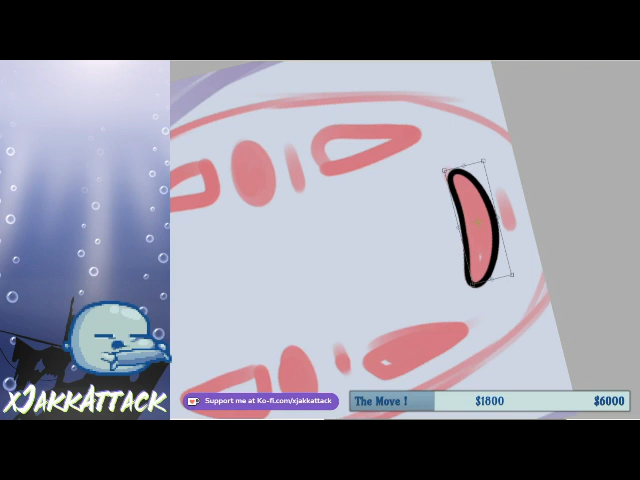 xJakkAttack
Support me at Ko-fi.com/xjakkattack
The Move ! $1800 $6000